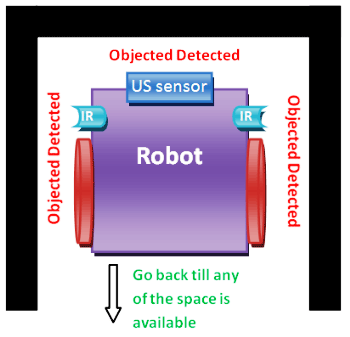 Objected Detected
US sensor
IR
IR
Objected Detected
Objected Detected
Robot
Go back till any
of the space is
available